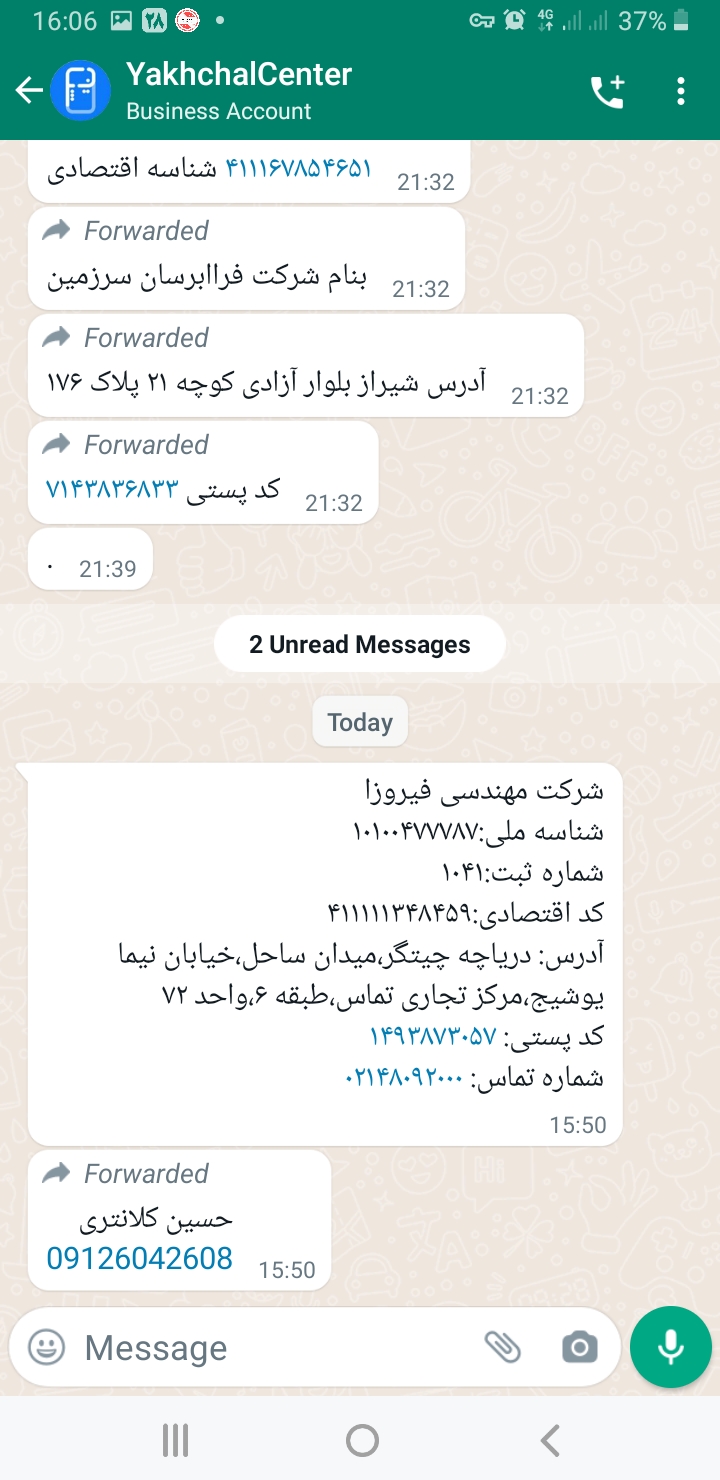 16:06
4G
37%
YakhchalCenter
Business Account
۴۱۱۱۶۷۸۵۴۶۵۱ شناسه اقتصادی
21:32
Forwarded
بنام شرکت فراابرسان سرزمین
21:32
Forwarded
آدرس شیراز بلوار آزادی کوچه ۲۱ پلاک ۱۷۶
21:32
Forwarded
کد پستی ۷۱۴۳۸۳۶۸۳۳
21:32
.
21:39
2 Unread Messages
Today
شرکت مهندسی فیروزا
شناسه ملی:۱۰۱۰۰۴۷۷۷۸۷
شماره ثبت:۱۰۴۱
کد اقتصادی:۴۱۱۱۱۱۳۴۸۴۵۹
آدرس: دریاچه چیتگر،میدان ساحل،خیابان نیما
یوشیج،مرکز تجاری تماس،طبقه ۶،واحد ۷۲
کد پستی: ۱۴۹۳۸۷۳۰۵۷
شماره تماس: ۰۲۱۴۸۰۹۲۰۰۰
15:50
Forwarded
حسین کلانتری
09126042608
15:50
Message